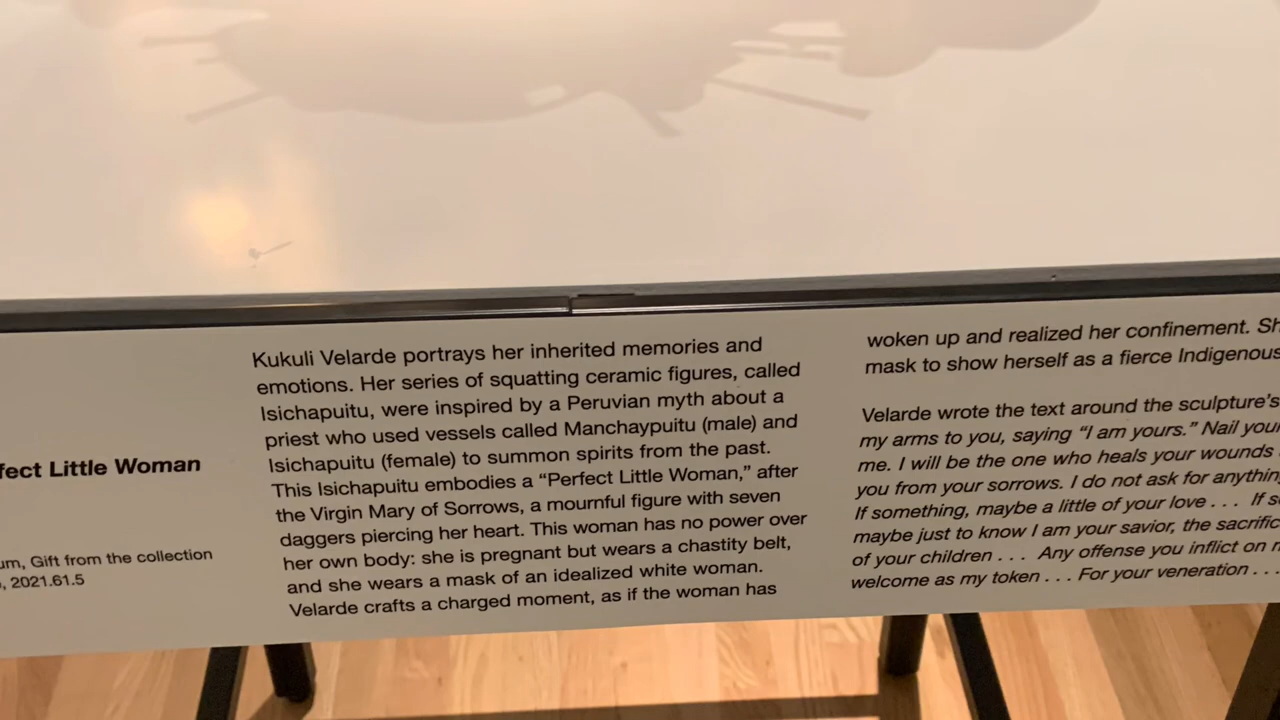 Little Woman
Gift from the collection
2021.61.5
Kukuli Velarde portrays her inherited memories and
emotions. Her series of squatting ceramic figures, called
Isichapuitu, were inspired by a Peruvian myth about a
priest who used vessels called Manchaypuitu (male) and
Isichapuitu (female) to summon spirits from the past.
This Isichapuitu embodies a “Perfect Little Woman,” after
the Virgin Mary of Sorrows, a mournful figure with seven
daggers piercing her heart. This woman has no power over
her own body: she is pregnant but wears a chastity belt,
and she wears a mask of an idealized white woman.
Velarde crafts a charged moment, as if the woman has
woken up and realized her confinement.
mask to show herself as a fierce Indigenous
Velarde wrote the text around the sculpture’s
my arms to you, saying “I am yours.” Nail
me. I will be the one who heals your wounds
you from your sorrows. I do not ask for
If something, maybe a little of your love . . . If
maybe just to know I am your savior, the
of your children . . . Any offense you inflict on
welcome as my token . . . For your veneration . . .